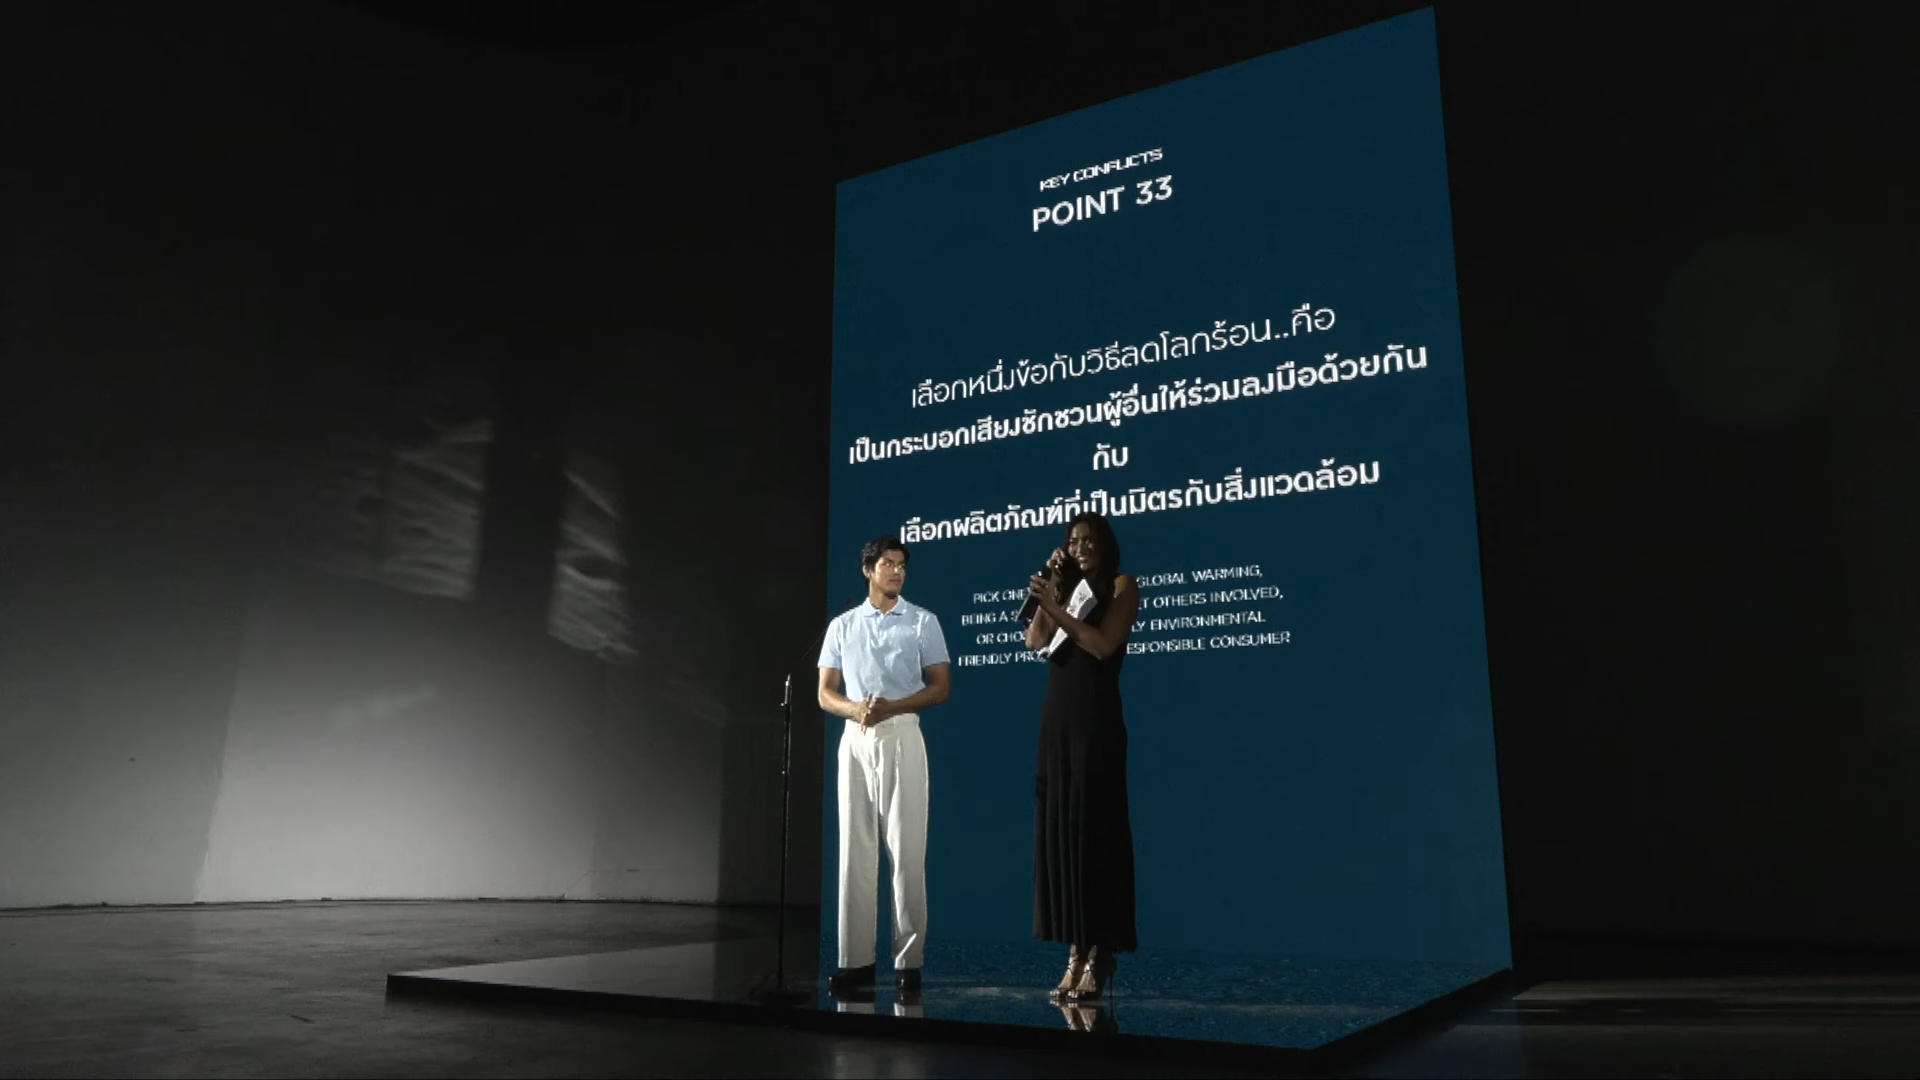 KEY CONFLICTS
POINT 33
เลือกหนึ่งข้อกับวิธีลดโลกร้อน..คือ
เป็นกระบอกเสียงชักชวนผู้อื่นให้ร่วมลงมือด้วยกัน
กับ
เลือกผลิตภัณฑ์ที่เป็นมิตรกับสิ่งแวดล้อม
PICK ONE GLOBAL WARMING,
BEING A OTHERS INVOLVED,
OR ENVIRONMENTAL
FRIENDLY CONSUMER